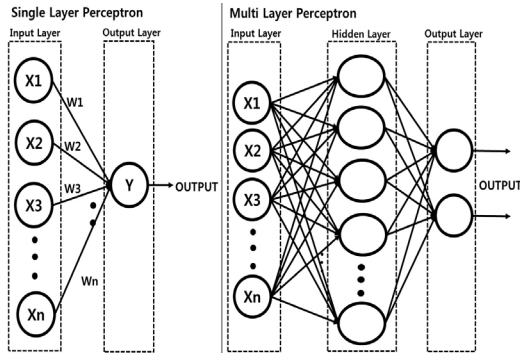 Single Layer Perceptron
Input Layer
Output Layer
X1
X2
X3
Xn
W1
W2
W3
Wn
Y
OUTPUT
Multi Layer Perceptron
Input Layer
Hidden Layer
Output Layer
X1
X2
X3
Xn
OUTPUT